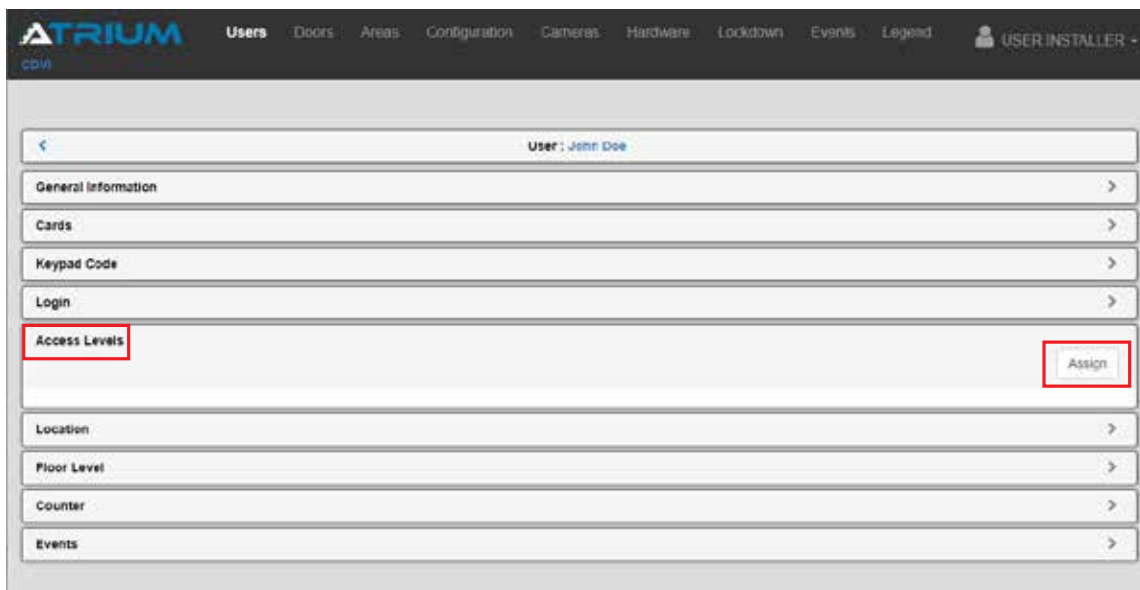 ATRIUM Users Doors Areas Configuration Cameras Hardware Lockdown Events Legend USER INSTALLER
CDVI
User : John Doe
General Information
Cards
Keypad Code
Login
Access Levels
Assign
Location
Floor Level
Counter
Events